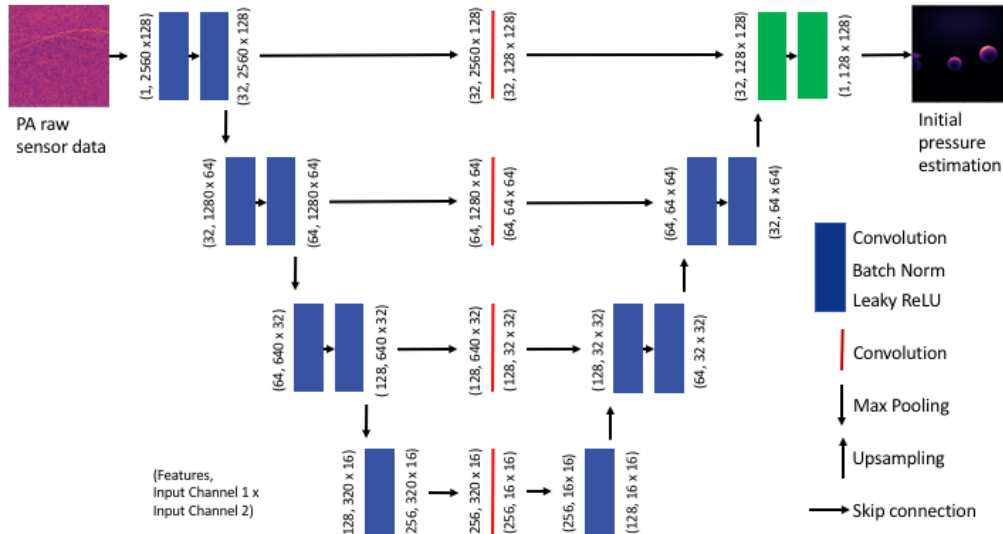 PA raw
sensor data
(1, 2560 x128)
(32, 2560 x 128)
(32, 2560 x 128)
(32, 128 x 128)
(32, 128 x 128)
(1, 128 x 128)
Initial
pressure
estimation
(32, 1280 x 64)
(64, 1280 x 64)
(64, 1280 x 64)
(64, 64 x 64)
(64, 64 x 64)
(32, 64 x 64)
(64, 640 x 32)
(128, 640 x 32)
(128, 640 x 32)
(128, 32 x 32)
(128, 32 x 32)
(64, 32 x 32)
(Features,
Input Channel 1 x
Input Channel 2)
128, 320 x 16)
256, 320 x 16)
(256, 320 x 16)
(256, 16 x 16)
(256, 16x 16)
(128, 16 x 16)
Convolution
Batch Norm
Leaky ReLU
Convolution
Max Pooling
Upsampling
Skip connection